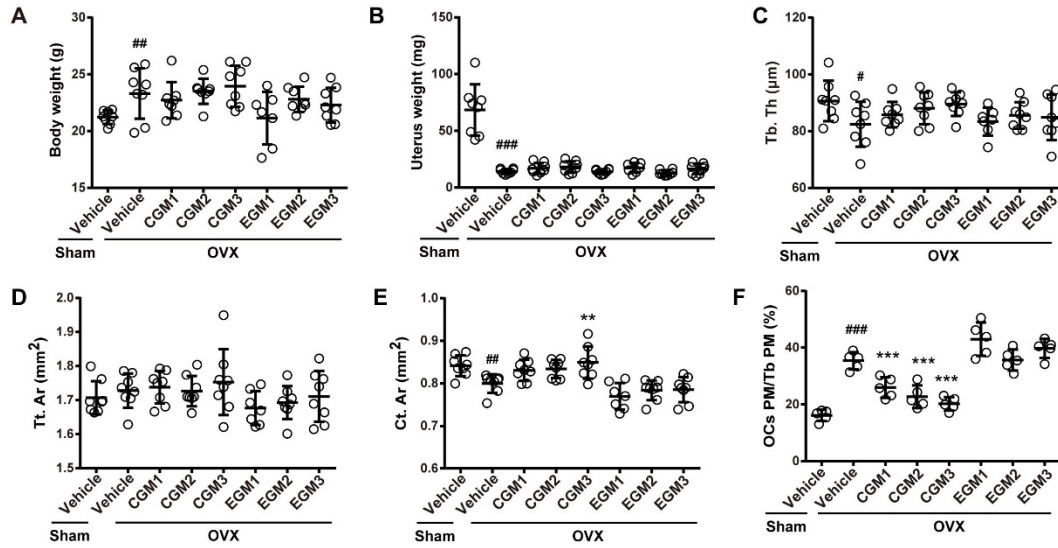 A
Body weight (g)
30
25
20
15
##
Vehicle
Vehicle
CGM1
CGM2
CGM3
EGM1
EGM2
EGM3
Sham
OVX
B
Uterus weight (mg)
150
100
50
0
###
Vehicle
Vehicle
CGM1
CGM2
CGM3
EGM1
EGM2
EGM3
Sham
OVX
C
Tb. Th (μm)
120
100
80
60
#
Vehicle
Vehicle
CGM1
CGM2
CGM3
EGM1
EGM2
EGM3
Sham
OVX
D
Tt. Ar (mm²)
2.0
1.9
1.8
1.7
1.6
1.5
Vehicle
Vehicle
CGM1
CGM2
CGM3
EGM1
EGM2
EGM3
Sham
OVX
E
Ct. Ar (mm²)
1.0
0.9
0.8
0.7
0.6
##
**
Vehicle
Vehicle
CGM1
CGM2
CGM3
EGM1
EGM2
EGM3
Sham
OVX
F
OCs PM/Tb PM (%)
60
40
20
0
###
***
***
***
Vehicle
Vehicle
CGM1
CGM2
CGM3
EGM1
EGM2
EGM3
Sham
OVX